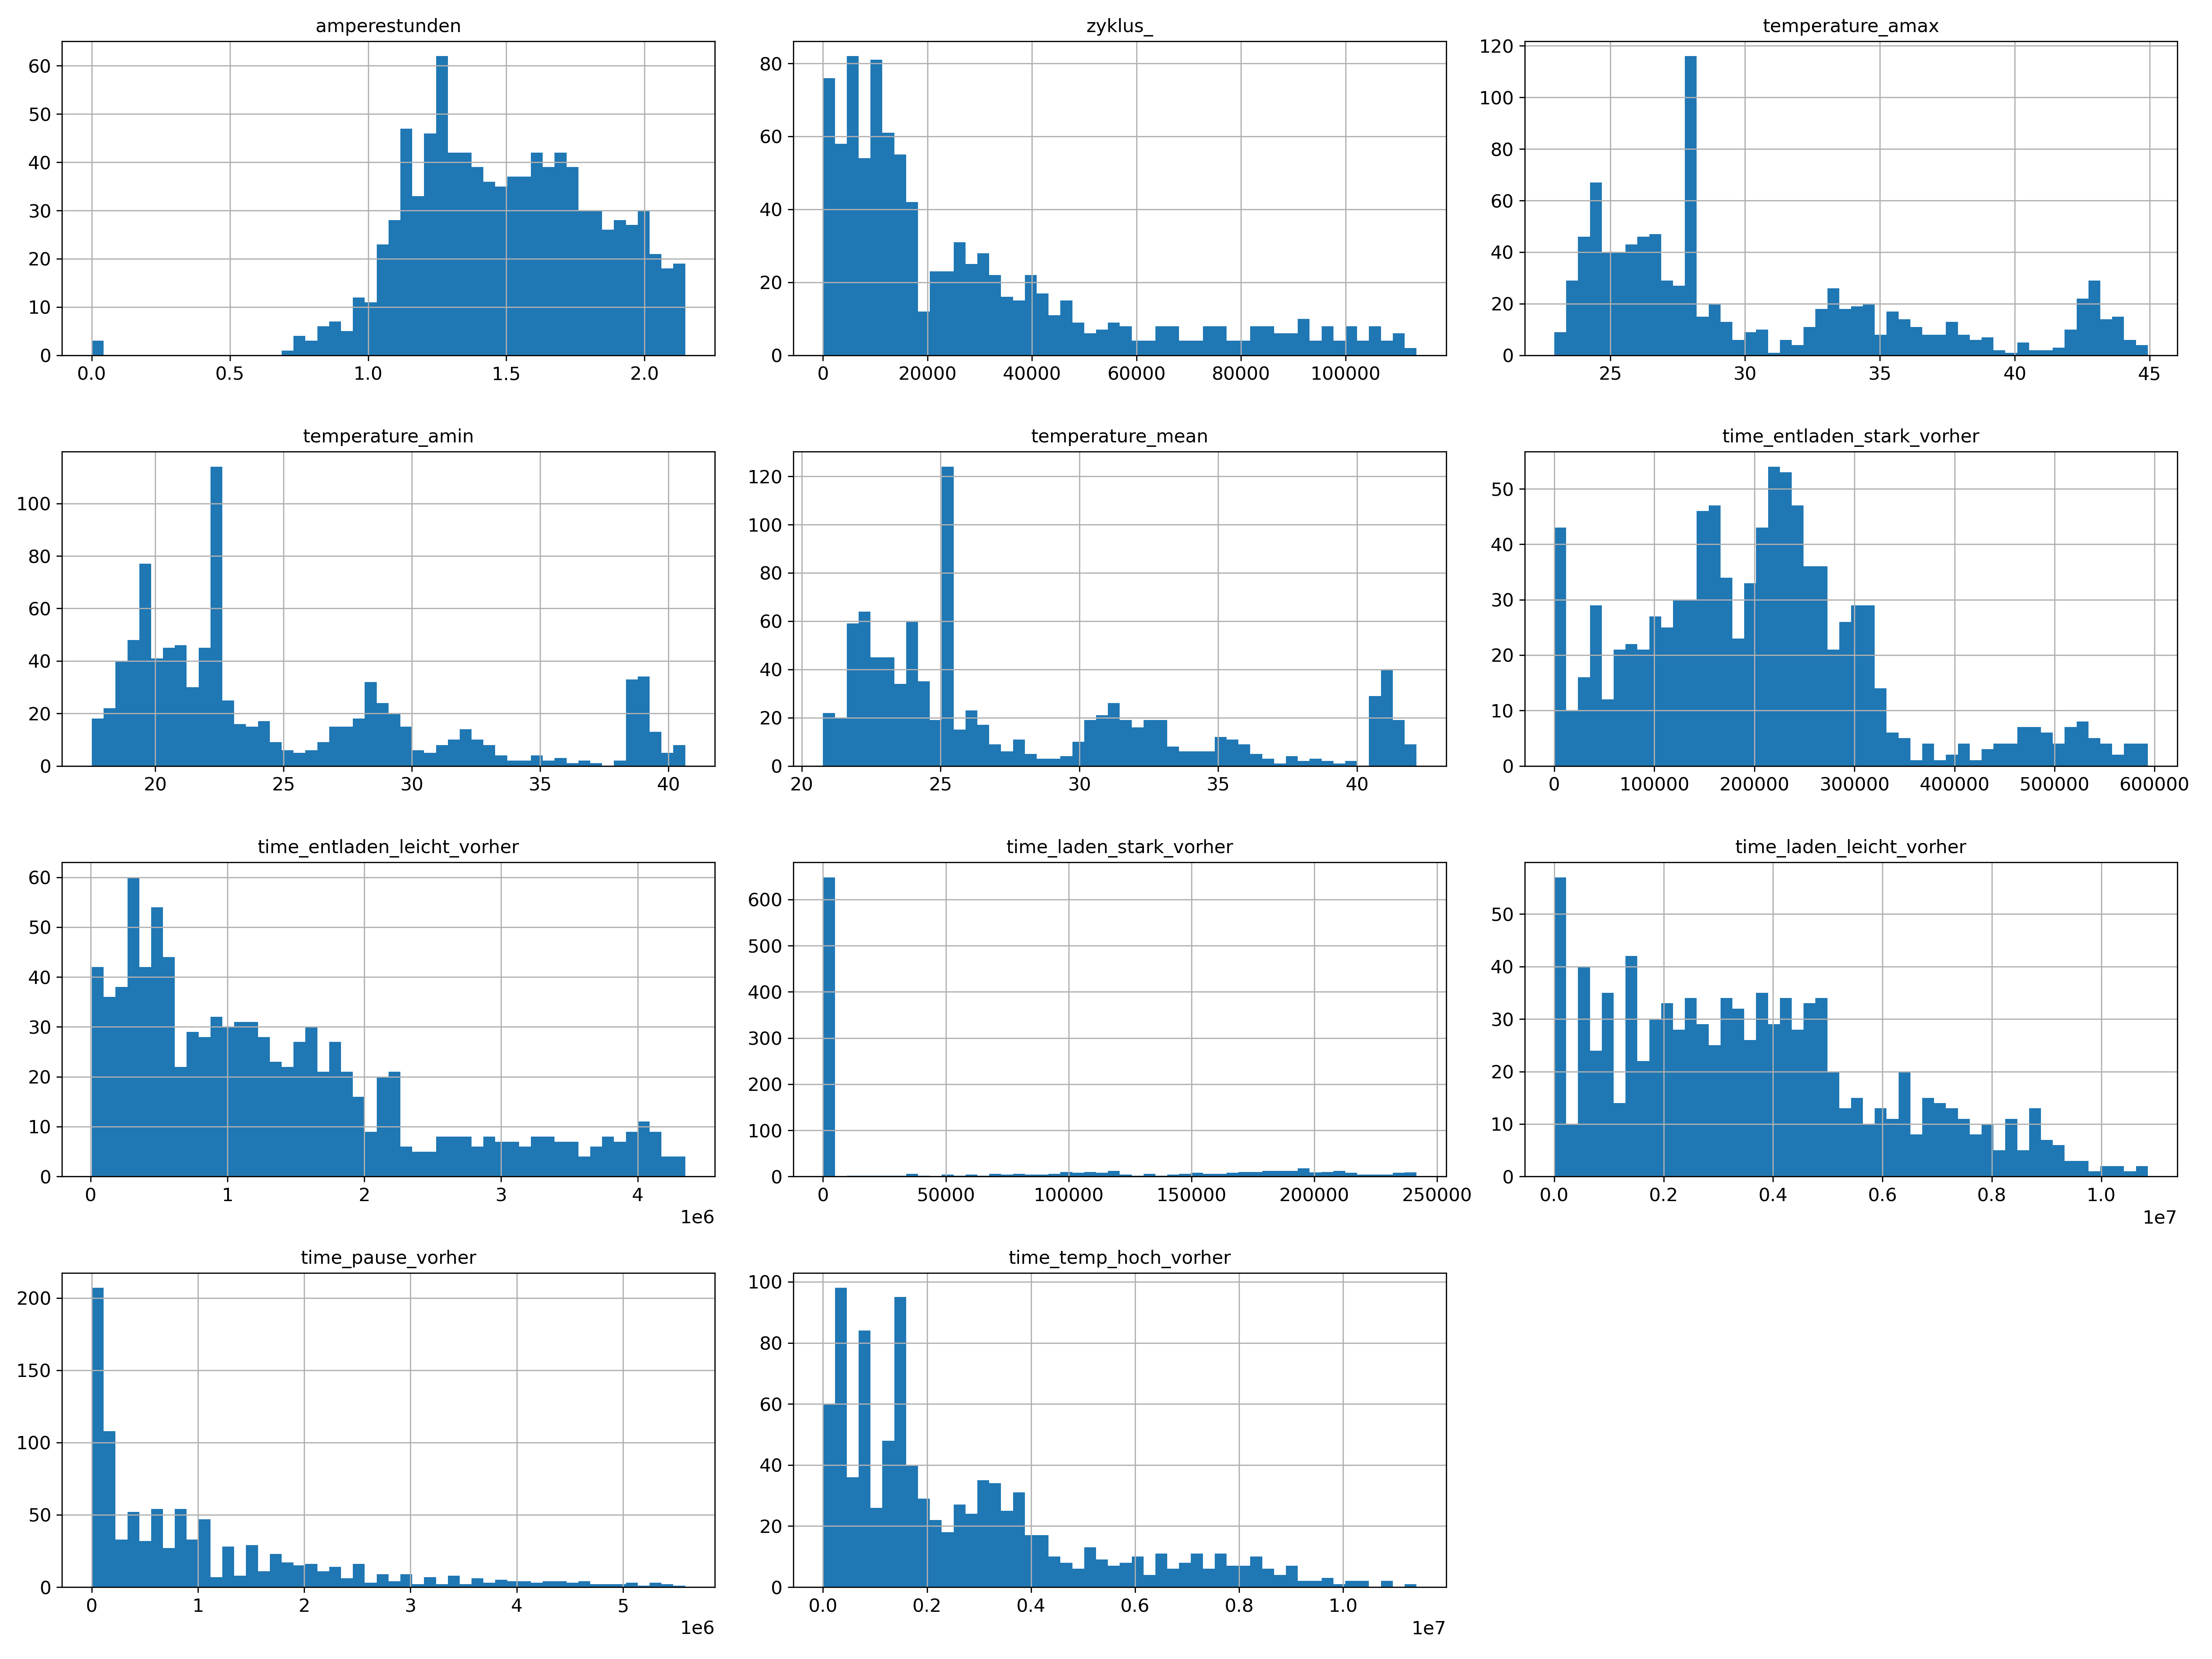 amperestunden
60
50
40
30
20
10
0
0.0 0.5 1.0 1.5 2.0
zyklus_
80
60
40
20
0
0 20000 40000 60000 80000 100000
temperature_amax
120
100
80
60
40
20
0
25 30 35 40 45
temperature_amin
100
80
60
40
20
0
20 25 30 35 40
temperature_mean
120
100
80
60
40
20
0
20 25 30 35 40
time_entladen_stark_vorher
50
40
30
20
10
0
0 100000 200000 300000 400000 500000 600000
time_entladen_leicht_vorher
60
50
40
30
20
10
0
0 1 2 3 4
1e6
time_laden_stark_vorher
600
500
400
300
200
100
0
0 50000 100000 150000 200000 250000
time_laden_leicht_vorher
50
40
30
20
10
0
0.0 0.2 0.4 0.6 0.8 1.0
1e7
time_pause_vorher
200
150
100
50
0
0 1 2 3 4 5
1e6
time_temp_hoch_vorher
100
80
60
40
20
0
0.0 0.2 0.4 0.6 0.8 1.0
1e7